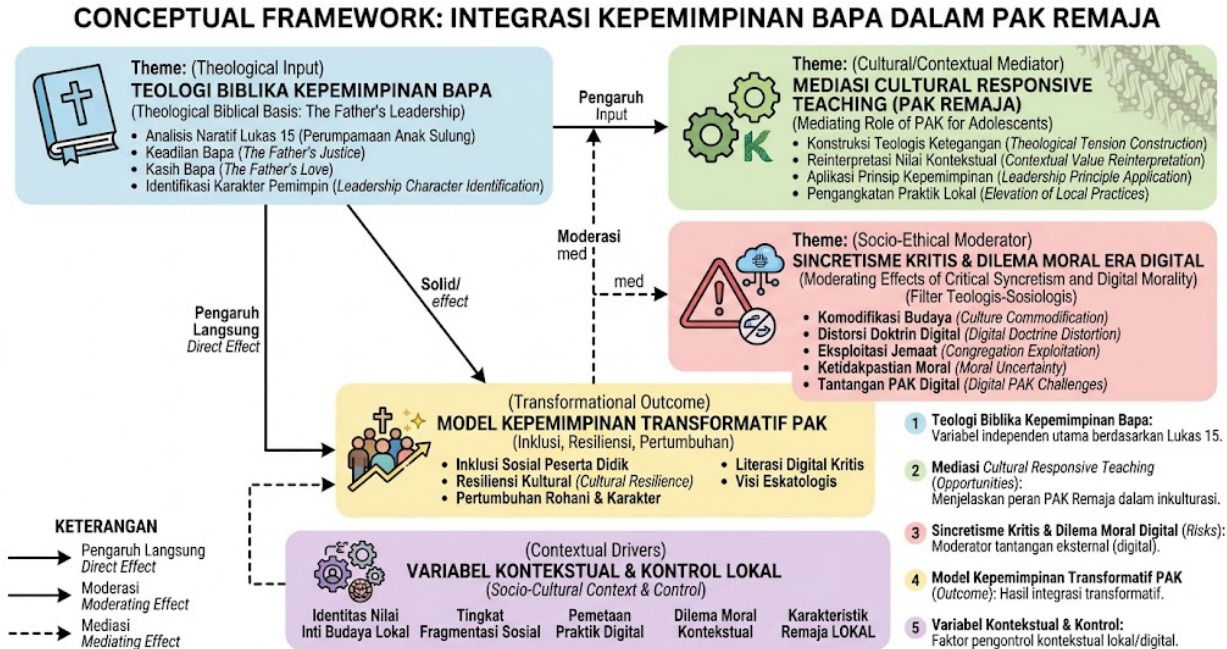 CONCEPTUAL FRAMEWORK: INTEGRASI KEPEMIMPINAN BAPA DALAM PAK REMAJA
Theme: (Theological Input)
TEOLOGI BIBLIKA KEPEMIMPINAN BAPA
(Theological Biblical Basis: The Father's Leadership)
• Analisis Naratif Lukas 15 (Perumpamaan Anak Sulung)
• Keadilan Bapa (The Father's Justice)
• Kasih Bapa (The Father's Love)
• Identifikasi Karakter Pemimpin (Leadership Character Identification)
Pengaruh
Input
Theme: (Cultural/Contextual Mediator)
MEDIASI CULTURAL RESPONSIVE
TEACHING (PAK REMAJA)
(Mediating Role of PAK for Adolescents)
• Konstruksi Teologis Ketegangan (Theological Tension Construction)
• Reinterpretasi Nilai Kontekstual (Contextual Value Reinterpretation)
• Aplikasi Prinsip Kepemimpinan (Leadership Principle Application)
• Pengangkatan Praktik Lokal (Elevation of Local Practices)
K
Moderasi
med
med
Theme: (Socio-Ethical Moderator)
SINCRETISME KRITIS & DILEMA MORAL ERA DIGITAL
(Moderating Effects of Critical Syncretism and Digital Morality)
(Filter Teologis-Sosiologis)
• Komodifikasi Budaya (Culture Commodification)
• Distorsi Doktrin Digital (Digital Doctrine Distortion)
• Eksploitasi Jemaat (Congregation Exploitation)
• Ketidakpastian Moral (Moral Uncertainty)
• Tantangan PAK Digital (Digital PAK Challenges)
Pengaruh
Langsung
Direct Effect
Solid/
effect
(Transformational Outcome)
MODEL KEPEMIMPINAN TRANSFORMATIF PAK
(Inklusi, Resiliensi, Pertumbuhan)
• Inklusi Sosial Peserta Didik
• Resiliensi Kultural (Cultural Resilience)
• Pertumbuhan Rohani & Karakter
• Literasi Digital Kritis
• Visi Eskatologis
(Contextual Drivers)
VARIABEL KONTEKSTUAL & KONTROL LOKAL
(Socio-Cultural Context & Control)
Identitas Nilai
Inti Budaya Lokal
Tingkat
Fragmentasi Sosial
Pemetaan
Praktik Digital
Dilema Moral
Kontekstual
Karakteristik
Remaja LOKAL
KETERANGAN
Pengaruh Langsung
Direct Effect
Moderasi
Moderating Effect
Mediasi
Mediating Effect
1 Teologi Biblika Kepemimpinan Bapa:
Variabel independen utama berdasarkan Lukas 15.
2 Mediasi Cultural Responsive Teaching
(Opportunities):
Menjelaskan peran PAK Remaja dalam inkulturasi.
3 Sincretisme Kritis & Dilema Moral Digital (Risks):
Moderator tantangan eksternal (digital).
4 Model Kepemimpinan Transformatif PAK
(Outcome): Hasil integrasi transformatif.
5 Variabel Kontekstual & Kontrol:
Faktor pengontrol kontekstual lokal/digital.